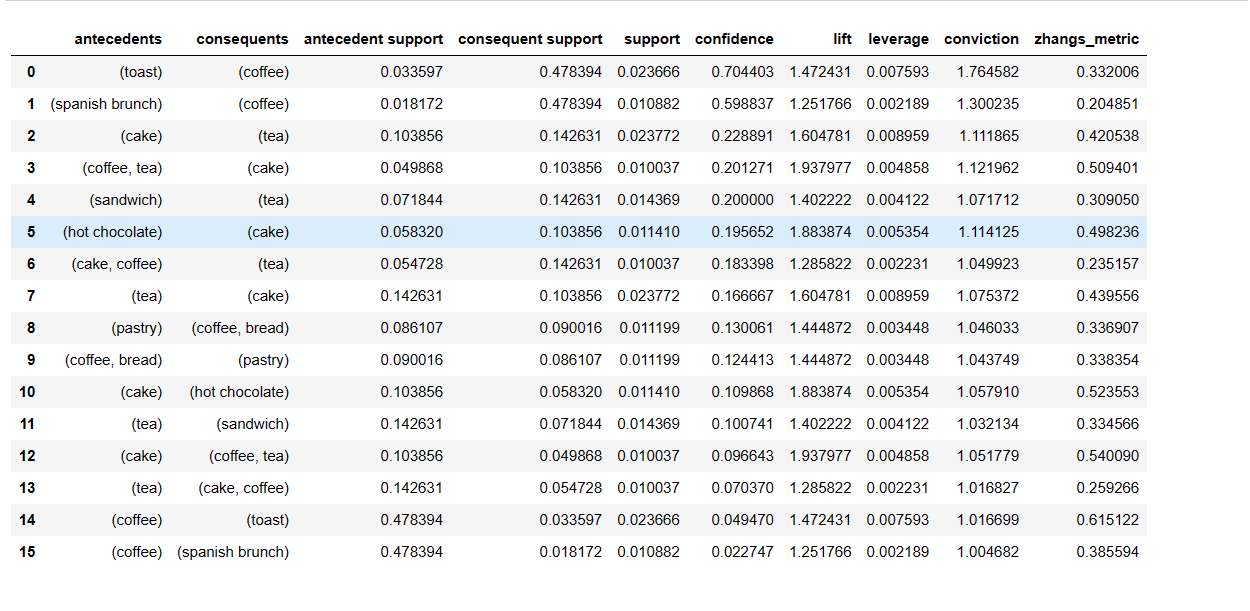 antecedents consequents antecedent support consequent support support confidence lift leverage conviction zhangs_metric
0 (toast) (coffee) 0.033597 0.478394 0.023666 0.704403 1.472431 0.007593 1.764582 0.332006
1 (spanish brunch) (coffee) 0.018172 0.478394 0.010882 0.598837 1.251766 0.002189 1.300235 0.204851
2 (cake) (tea) 0.103856 0.142631 0.023772 0.228891 1.604781 0.008959 1.111865 0.420538
3 (coffee, tea) (cake) 0.049868 0.103856 0.010037 0.201271 1.937977 0.004858 1.121962 0.509401
4 (sandwich) (tea) 0.071844 0.142631 0.014369 0.200000 1.402222 0.004122 1.071712 0.309050
5 (hot chocolate) (cake) 0.058320 0.103856 0.011410 0.195652 1.883874 0.005354 1.114125 0.498236
6 (cake, coffee) (tea) 0.054728 0.142631 0.010037 0.183398 1.285822 0.002231 1.049923 0.235157
7 (tea) (cake) 0.142631 0.103856 0.023772 0.166667 1.604781 0.008959 1.075372 0.439556
8 (pastry) (coffee, bread) 0.086107 0.090016 0.011199 0.130061 1.444872 0.003448 1.046033 0.336907
9 (coffee, bread) (pastry) 0.090016 0.086107 0.011199 0.124413 1.444872 0.003448 1.043749 0.338354
10 (cake) (hot chocolate) 0.103856 0.058320 0.011410 0.109868 1.883874 0.005354 1.057910 0.523553
11 (tea) (sandwich) 0.142631 0.071844 0.014369 0.100741 1.402222 0.004122 1.032134 0.334566
12 (cake) (coffee, tea) 0.103856 0.049868 0.010037 0.096643 1.937977 0.004858 1.051779 0.540090
13 (tea) (cake, coffee) 0.142631 0.054728 0.010037 0.070370 1.285822 0.002231 1.016827 0.259266
14 (coffee) (toast) 0.478394 0.033597 0.023666 0.049470 1.472431 0.007593 1.016699 0.615122
15 (coffee) (spanish brunch) 0.478394 0.018172 0.010882 0.022747 1.251766 0.002189 1.004682 0.385594